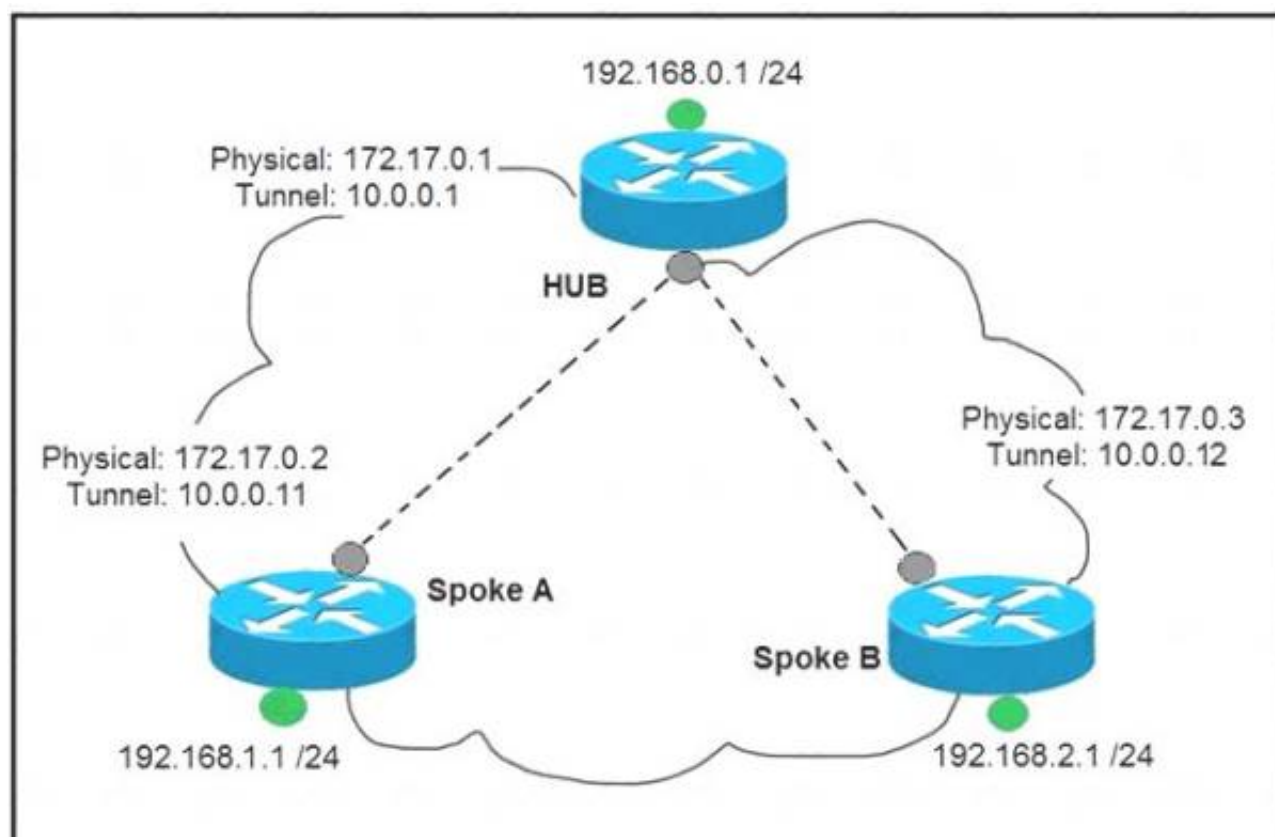 192.168.0.1 /24
Physical: 172.17.0.1
Tunnel: 10.0.0.1
HUB
Physical: 172.17.0.3
Tunnel: 10.0.0.12
Physical: 172.17.0.2
Tunnel: 10.0.0.11
Spoke A
Spoke B
192.168.1.1 /24
192.168.2.1 /24